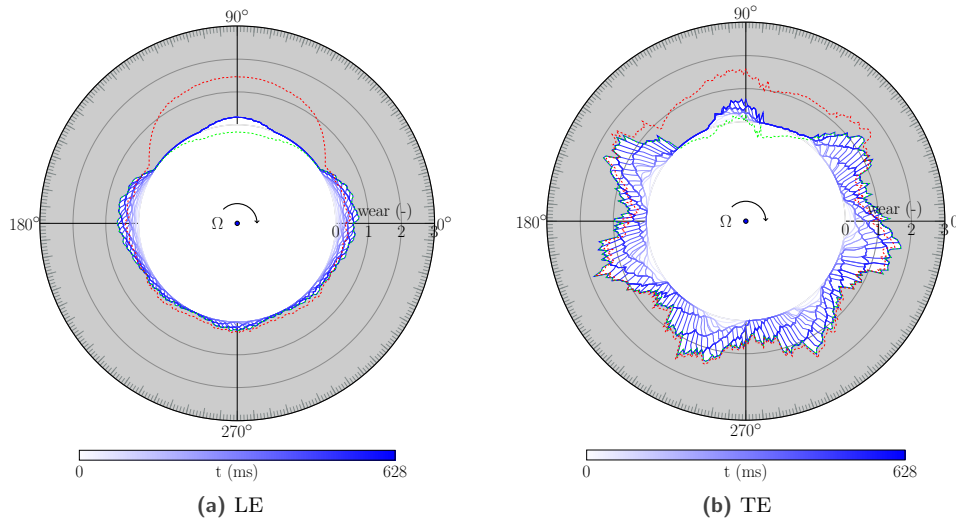 90°
180°
Ω
wear (-)
0 1 2 3
0°
270°
0 t (ms) 628
(a) LE
90°
180°
Ω
wear (-)
0 1 2 3
0°
270°
0 t (ms) 628
(b) TE